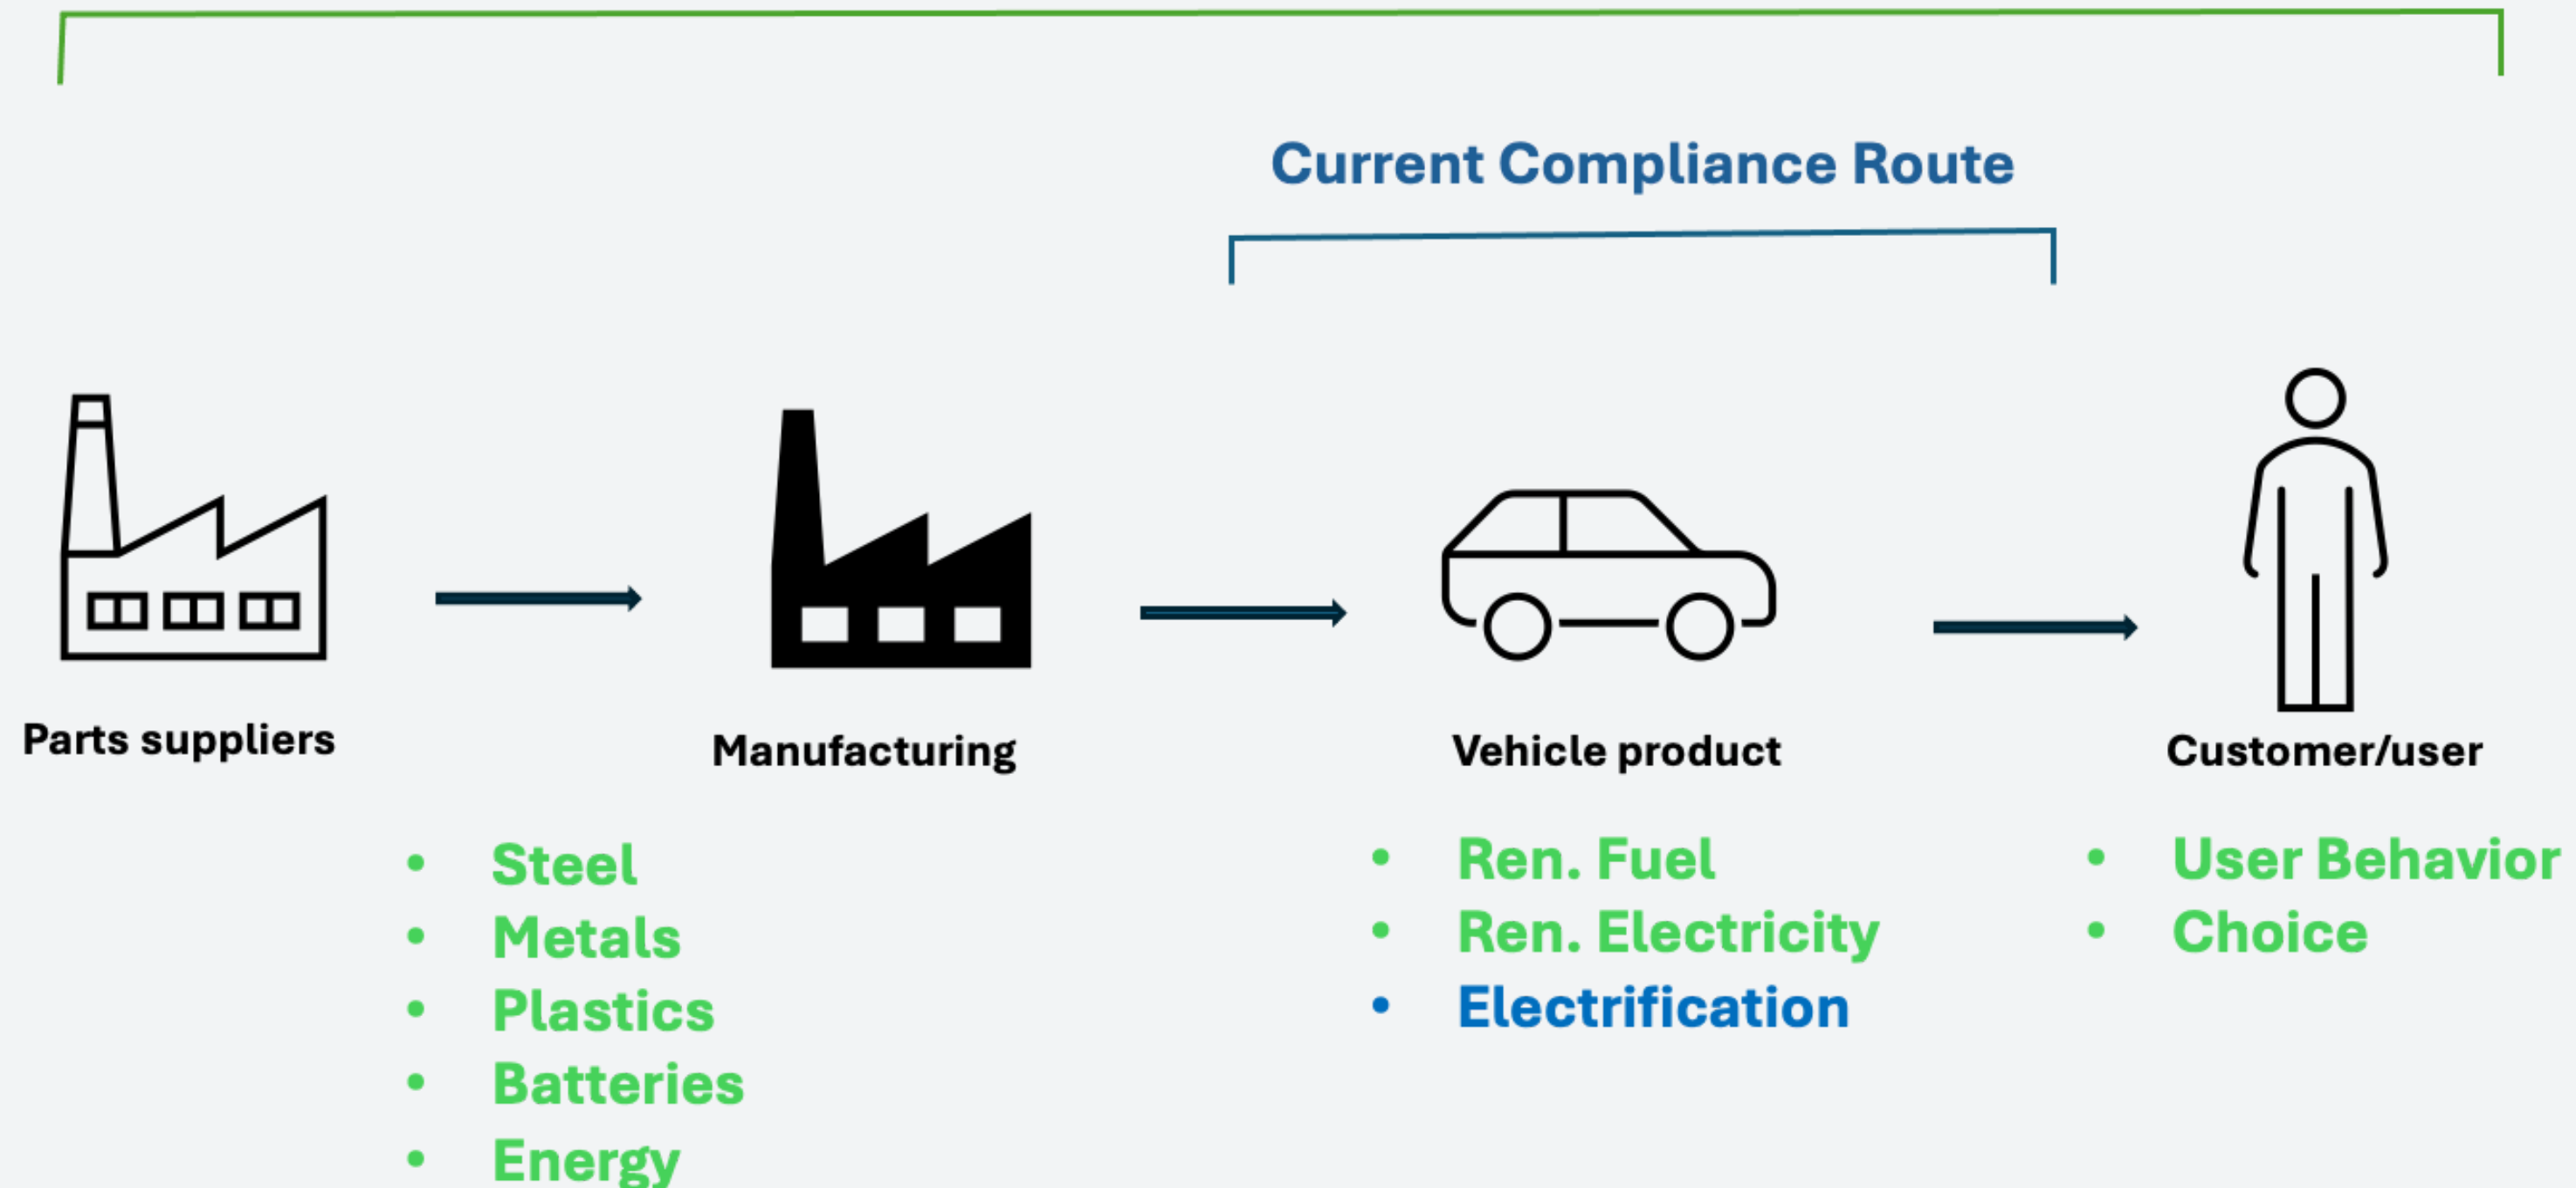 Current Compliance Route
Parts suppliers
Manufacturing
Vehicle product
Customer/user
• Steel
• Metals
• Plastics
• Batteries
• Energy
• Ren. Fuel
• Ren. Electricity
• Electrification
• User Behavior
• Choice